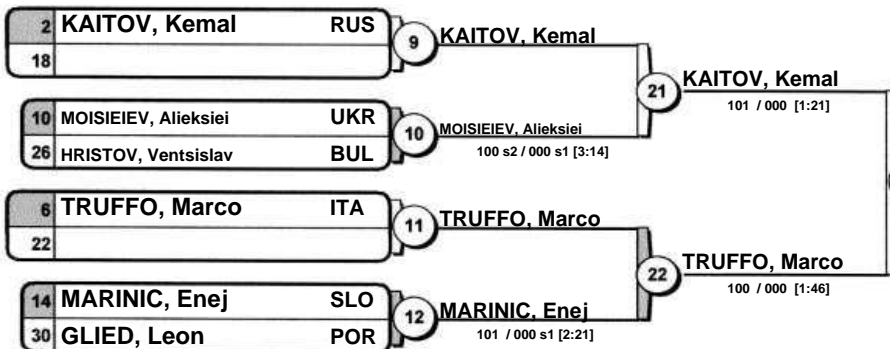 2 KAITOV, Kemal RUS
18
9
KAITOV, Kemal
10 MOISIEIEV, Alieksiei UKR
26 HRISTOV, Ventsislav BUL
10
MOISIEIEV, Alieksiei
100 s2 / 000 s1 [3:14]
21
KAITOV, Kemal
101 / 000 [1:21]
6 TRUFFO, Marco ITA
22
11
TRUFFO, Marco
14 MARINIC, Enej SLO
30 GLIED, Leon POR
12
MARINIC, Enej
101 / 000 s1 [2:21]
22
TRUFFO, Marco
100 / 000 [1:46]